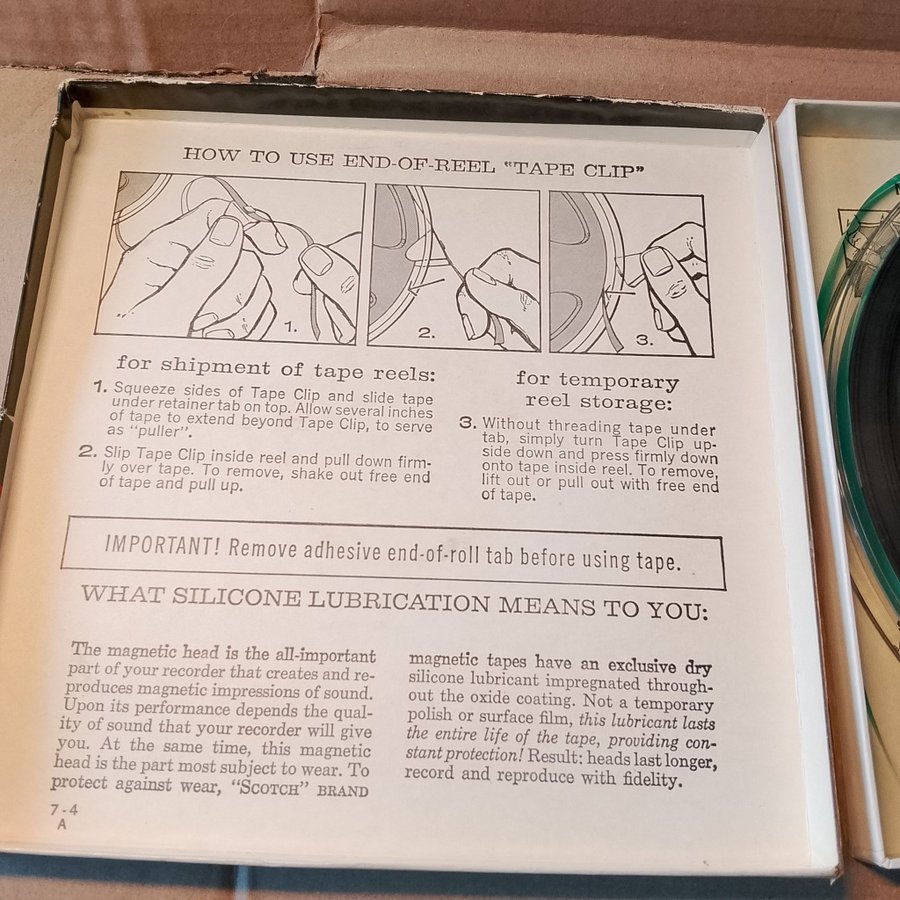 HOW TO USE END-OF-REEL "TAPE CLIP"
1.
2.
3.
for shipment of tape reels:
1. Squeeze sides of Tape Clip and slide tape
under retainer tab on top. Allow several inches
of tape to extend beyond Tape Clip, to serve
as "puller".
2. Slip Tape Clip inside reel and pull down firm-
ly over tape. To remove, shake out free end
of tape and pull up.
for temporary
reel storage:
3. Without threading tape under
tab, simply turn Tape Clip up-
side down and press firmly down
onto tape inside reel. To remove,
lift out or pull out with free end
of tape.
IMPORTANT! Remove adhesive end-of-roll tab before using tape.
WHAT SILICONE LUBRICATION MEANS TO YOU:
The magnetic head is the all-important
part of your recorder that creates and re-
produces magnetic impressions of sound.
Upon its performance depends the qual-
ity of sound that your recorder will give
you. At the same time, this magnetic
head is the part most subject to wear. To
protect against wear, "SCOTCH" BRAND
magnetic tapes have an exclusive dry
silicone lubricant impregnated through-
out the oxide coating. Not a temporary
polish or surface film, this lubricant lasts
the entire life of the tape, providing con-
stant protection! Result: heads last longer,
record and reproduce with fidelity.
7-4
A